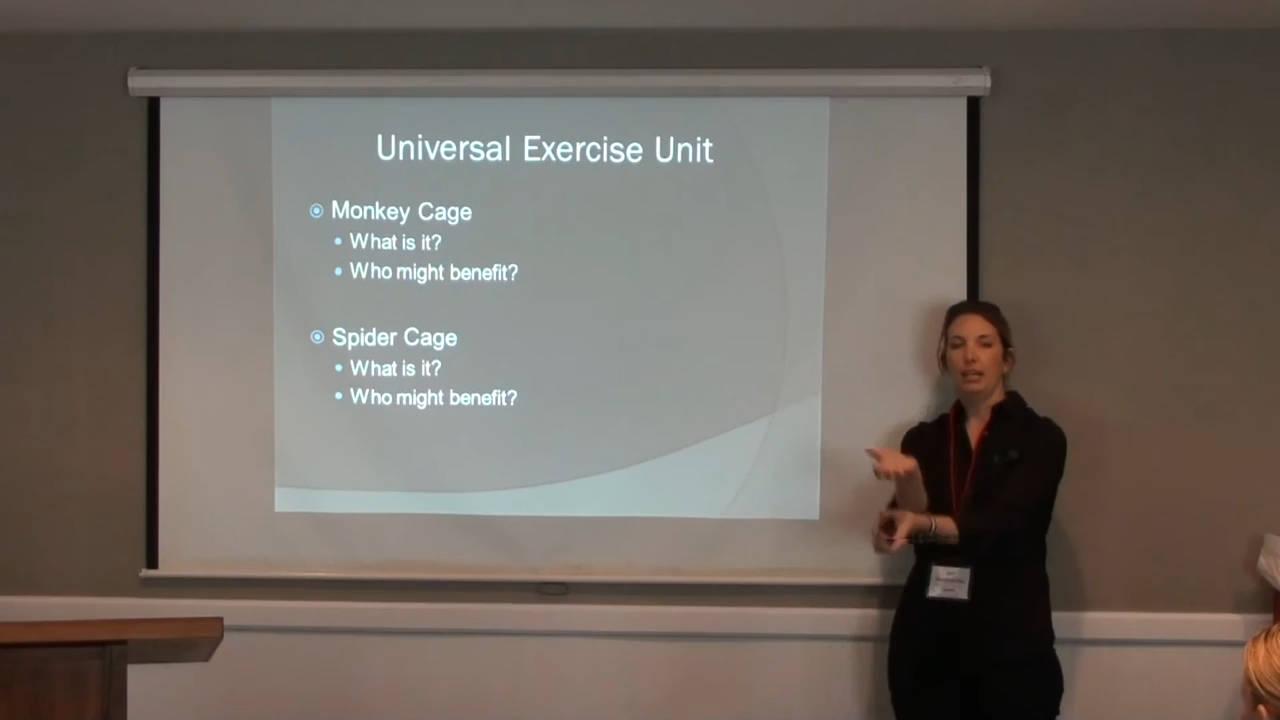 Universal Exercise Unit
Monkey Cage
What is it?
Who might benefit?
Spider Cage
What is it?
Who might benefit?